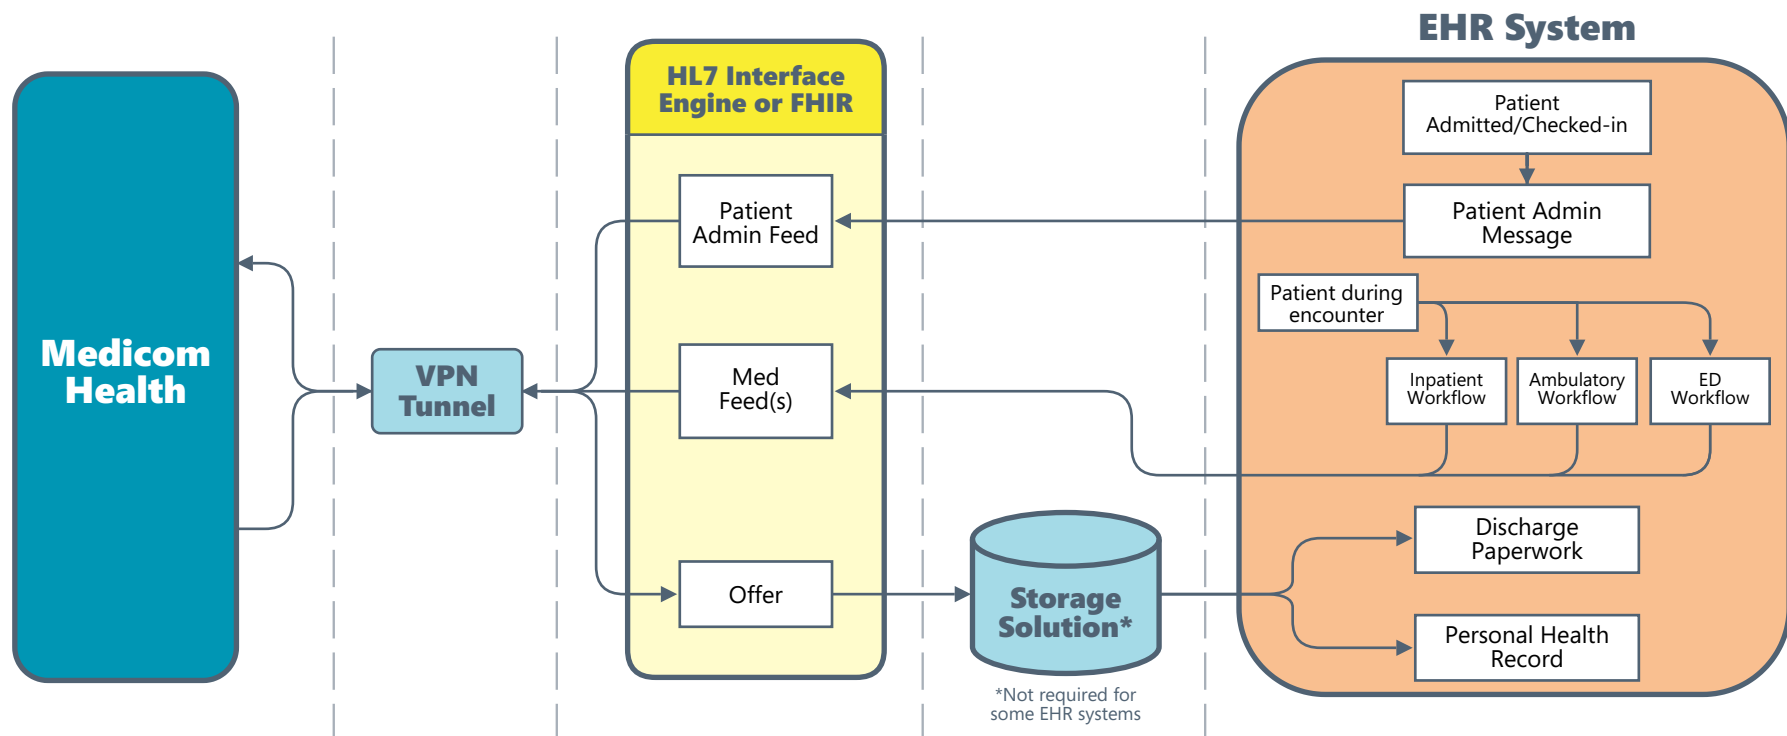 EHR System
Medicom
Health
VPN
Tunnel
HL7 Interface
Engine or FHIR
Patient
Admin Feed
Med
Feed(s)
Offer
Storage
Solution*
*Not required for
some EHR systems
Patient
Admitted/Checked-in
Patient Admin
Message
Patient during
encounter
Inpatient
Workflow
Ambulatory
Workflow
ED
Workflow
Discharge
Paperwork
Personal Health
Record